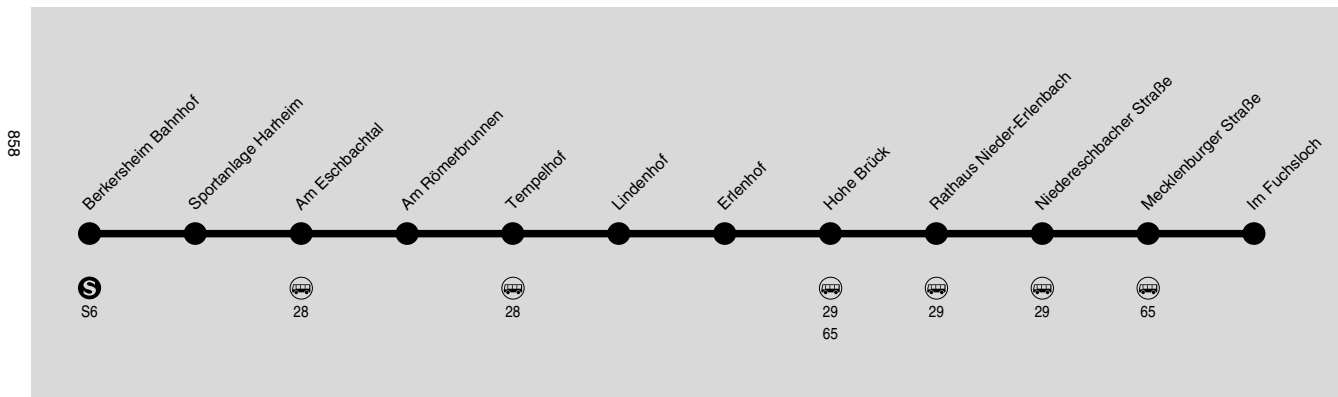 858
Berkersheim Bahnhof
Sportanlage Harheim
Am Eschbachtal
Am Römerbrunnen
Tempelhof
Lindenhof
Erlenhof
Hohe Brück
Rathaus Nieder-Erlenbach
Niedereschbacher Straße
Mecklenburger Straße
Im Fuchsloch
S
S6
28
28
29
65
29
29
65